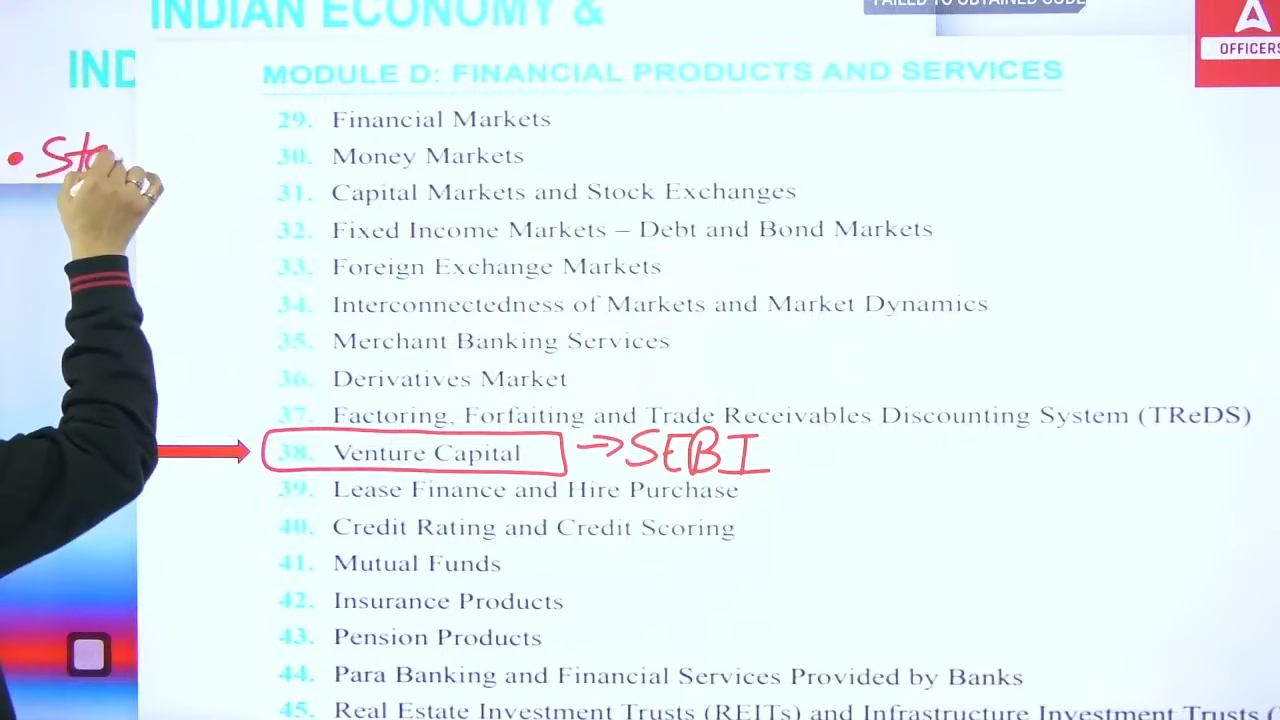 INDIAN ECONOMY &
FAILED TO OBTAINED CODE
OFFICERS
IND
MODULE D: FINANCIAL PRODUCTS AND SERVICES
29. Financial Markets
30. Money Markets
• Sto
31. Capital Markets and Stock Exchanges
32. Fixed Income Markets – Debt and Bond Markets
33. Foreign Exchange Markets
34. Interconnectedness of Markets and Market Dynamics
35. Merchant Banking Services
36. Derivatives Market
37. Factoring, Forfaiting and Trade Receivables Discounting System (TReDS)
38. Venture Capital → SEBI
39. Lease Finance and Hire Purchase
40. Credit Rating and Credit Scoring
41. Mutual Funds
42. Insurance Products
43. Pension Products
44. Para Banking and Financial Services Provided by Banks
45. Real Estate Investment Trusts (REITs) and Infrastructure Investment Trusts (